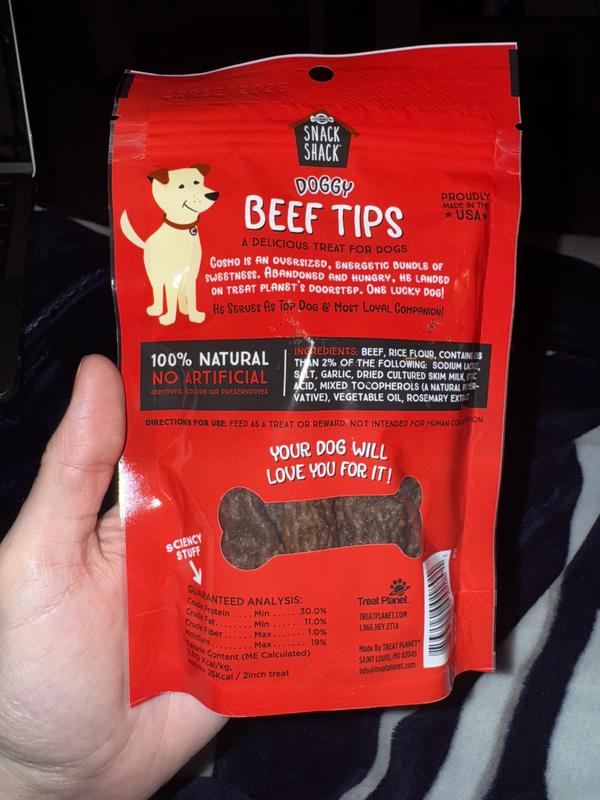 SNACK
SHACK
DOGGY
BEEF TIPS
A DELICIOUS TREAT FOR DOGS
PROUDLY
MADE IN THE
USA
COSMO IS AN OVERSIZED, ENERGETIC BUNDLE OF
SWEETNESS. ABANDONED AND HUNGRY, HE LANDED
ON TREAT PLANET'S DOORSTEP. ONE LUCKY DOG!
HE SERVES AS TOP DOG & MOST LOYAL COMPANION!
100% NATURAL
NO ARTIFICIAL
ADDITIVES, COLORS OR PRESERVATIVES
INGREDIENTS: BEEF, RICE FLOUR, CONTAINS
THAN 2% OF THE FOLLOWING: SODIUM
SALT, GARLIC, DRIED CULTURED SKIM MILK,
ACID, MIXED TOCOPHEROLS (A NATURAL
VATIVE), VEGETABLE OIL, ROSEMARY
DIRECTIONS FOR USE: FEED AS A TREAT OR REWARD. NOT INTENDED FOR HUMAN
YOUR DOG WILL
LOVE YOU FOR IT!
SCIENCY
STUFF
GUARANTEED ANALYSIS:
Crude Protein .... Min .... 30.0%
Crude Fat..... Min .... 11.0%
Crude Fiber .... Max .... 1.0%
Moisture...... Max .... 19%
Calorie Content (ME Calculated)
Kcal/kg,
25Kcal / 2inch treat
Treat Planet
TREATPLANET.COM
1.866.HEY.ETTA
Made By TREAT PLANET
SAINT LOUIS, MO 63045
info@treatplanet.com